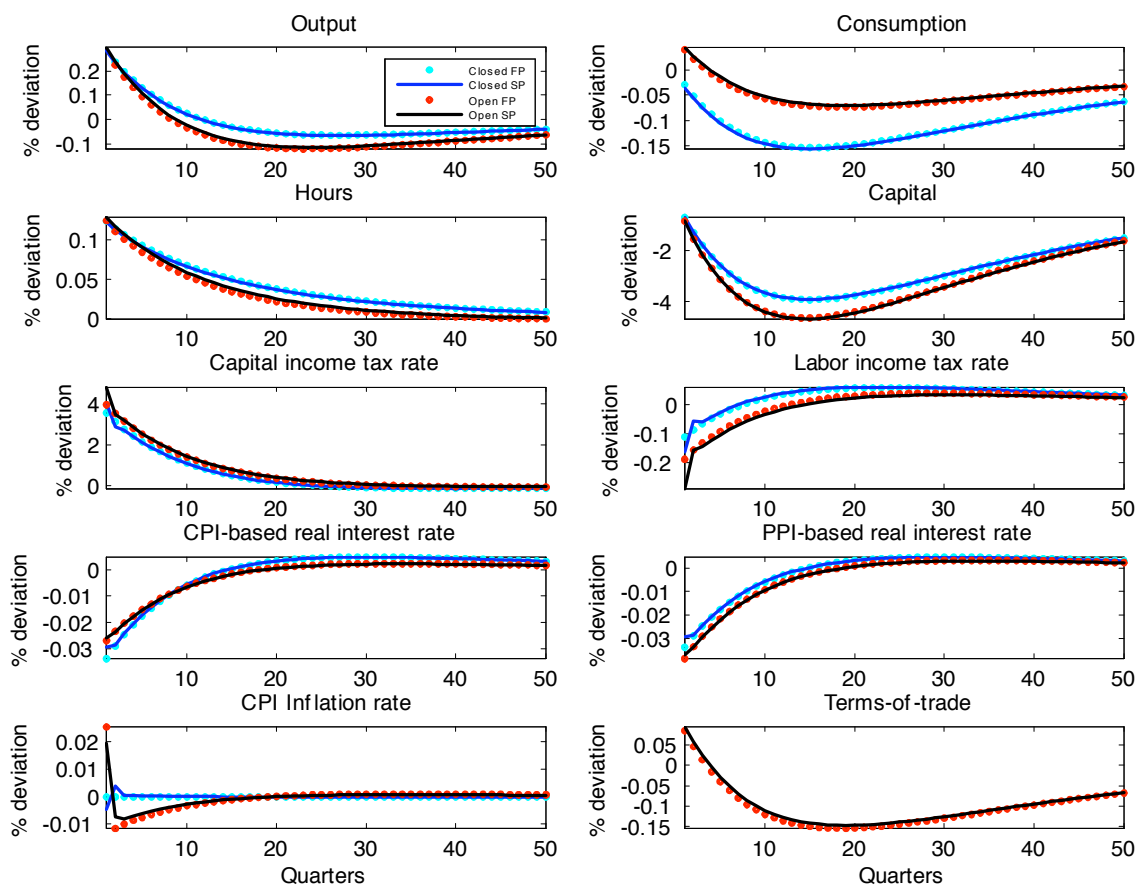 Output
% deviation
0.2
0.1
0
-0.1
10 20 30 40 50
Closed FP
Closed SP
Open FP
Open SP
Consumption
% deviation
0
-0.05
-0.1
-0.15
10 20 30 40 50
Hours
% deviation
0.1
0.05
0
10 20 30 40 50
Capital
% deviation
-2
-4
10 20 30 40 50
Capital income tax rate
% deviation
4
2
0
10 20 30 40 50
Labor income tax rate
% deviation
0
-0.1
-0.2
10 20 30 40 50
CPI-based real interest rate
% deviation
0
-0.01
-0.02
-0.03
10 20 30 40 50
PPI-based real interest rate
% deviation
0
-0.01
-0.02
-0.03
10 20 30 40 50
CPI Inflation rate
% deviation
0.02
0.01
0
-0.01
10 20 30 40 50
Quarters
Terms-of-trade
% deviation
0.05
0
-0.05
-0.1
-0.15
10 20 30 40 50
Quarters